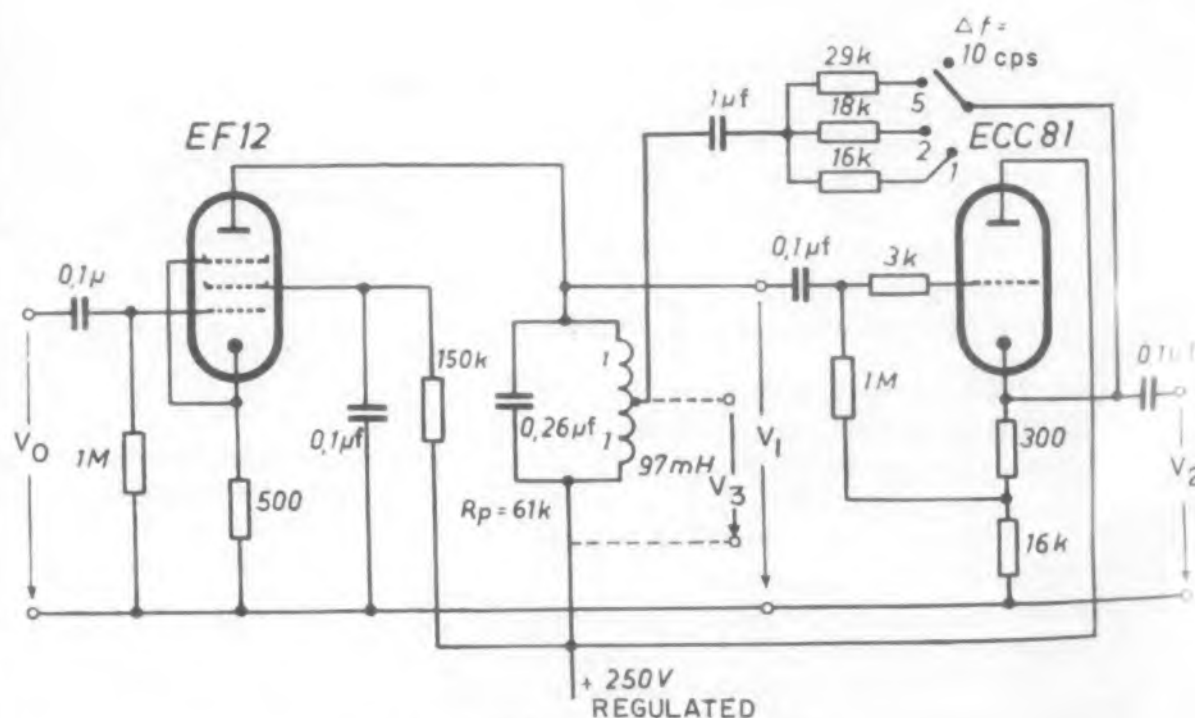 Δf =
10 cps
29k
5
1µf
18k
2
ECC81
EF12
16k
1
0,1µf
3k
0,1µ
150k
1
1M
0,1µf
0,26µf
300
V0
1M
0,1µf
1
V1
V2
97mH
V3
500
Rp = 61k
16k
+ 250V
REGULATED